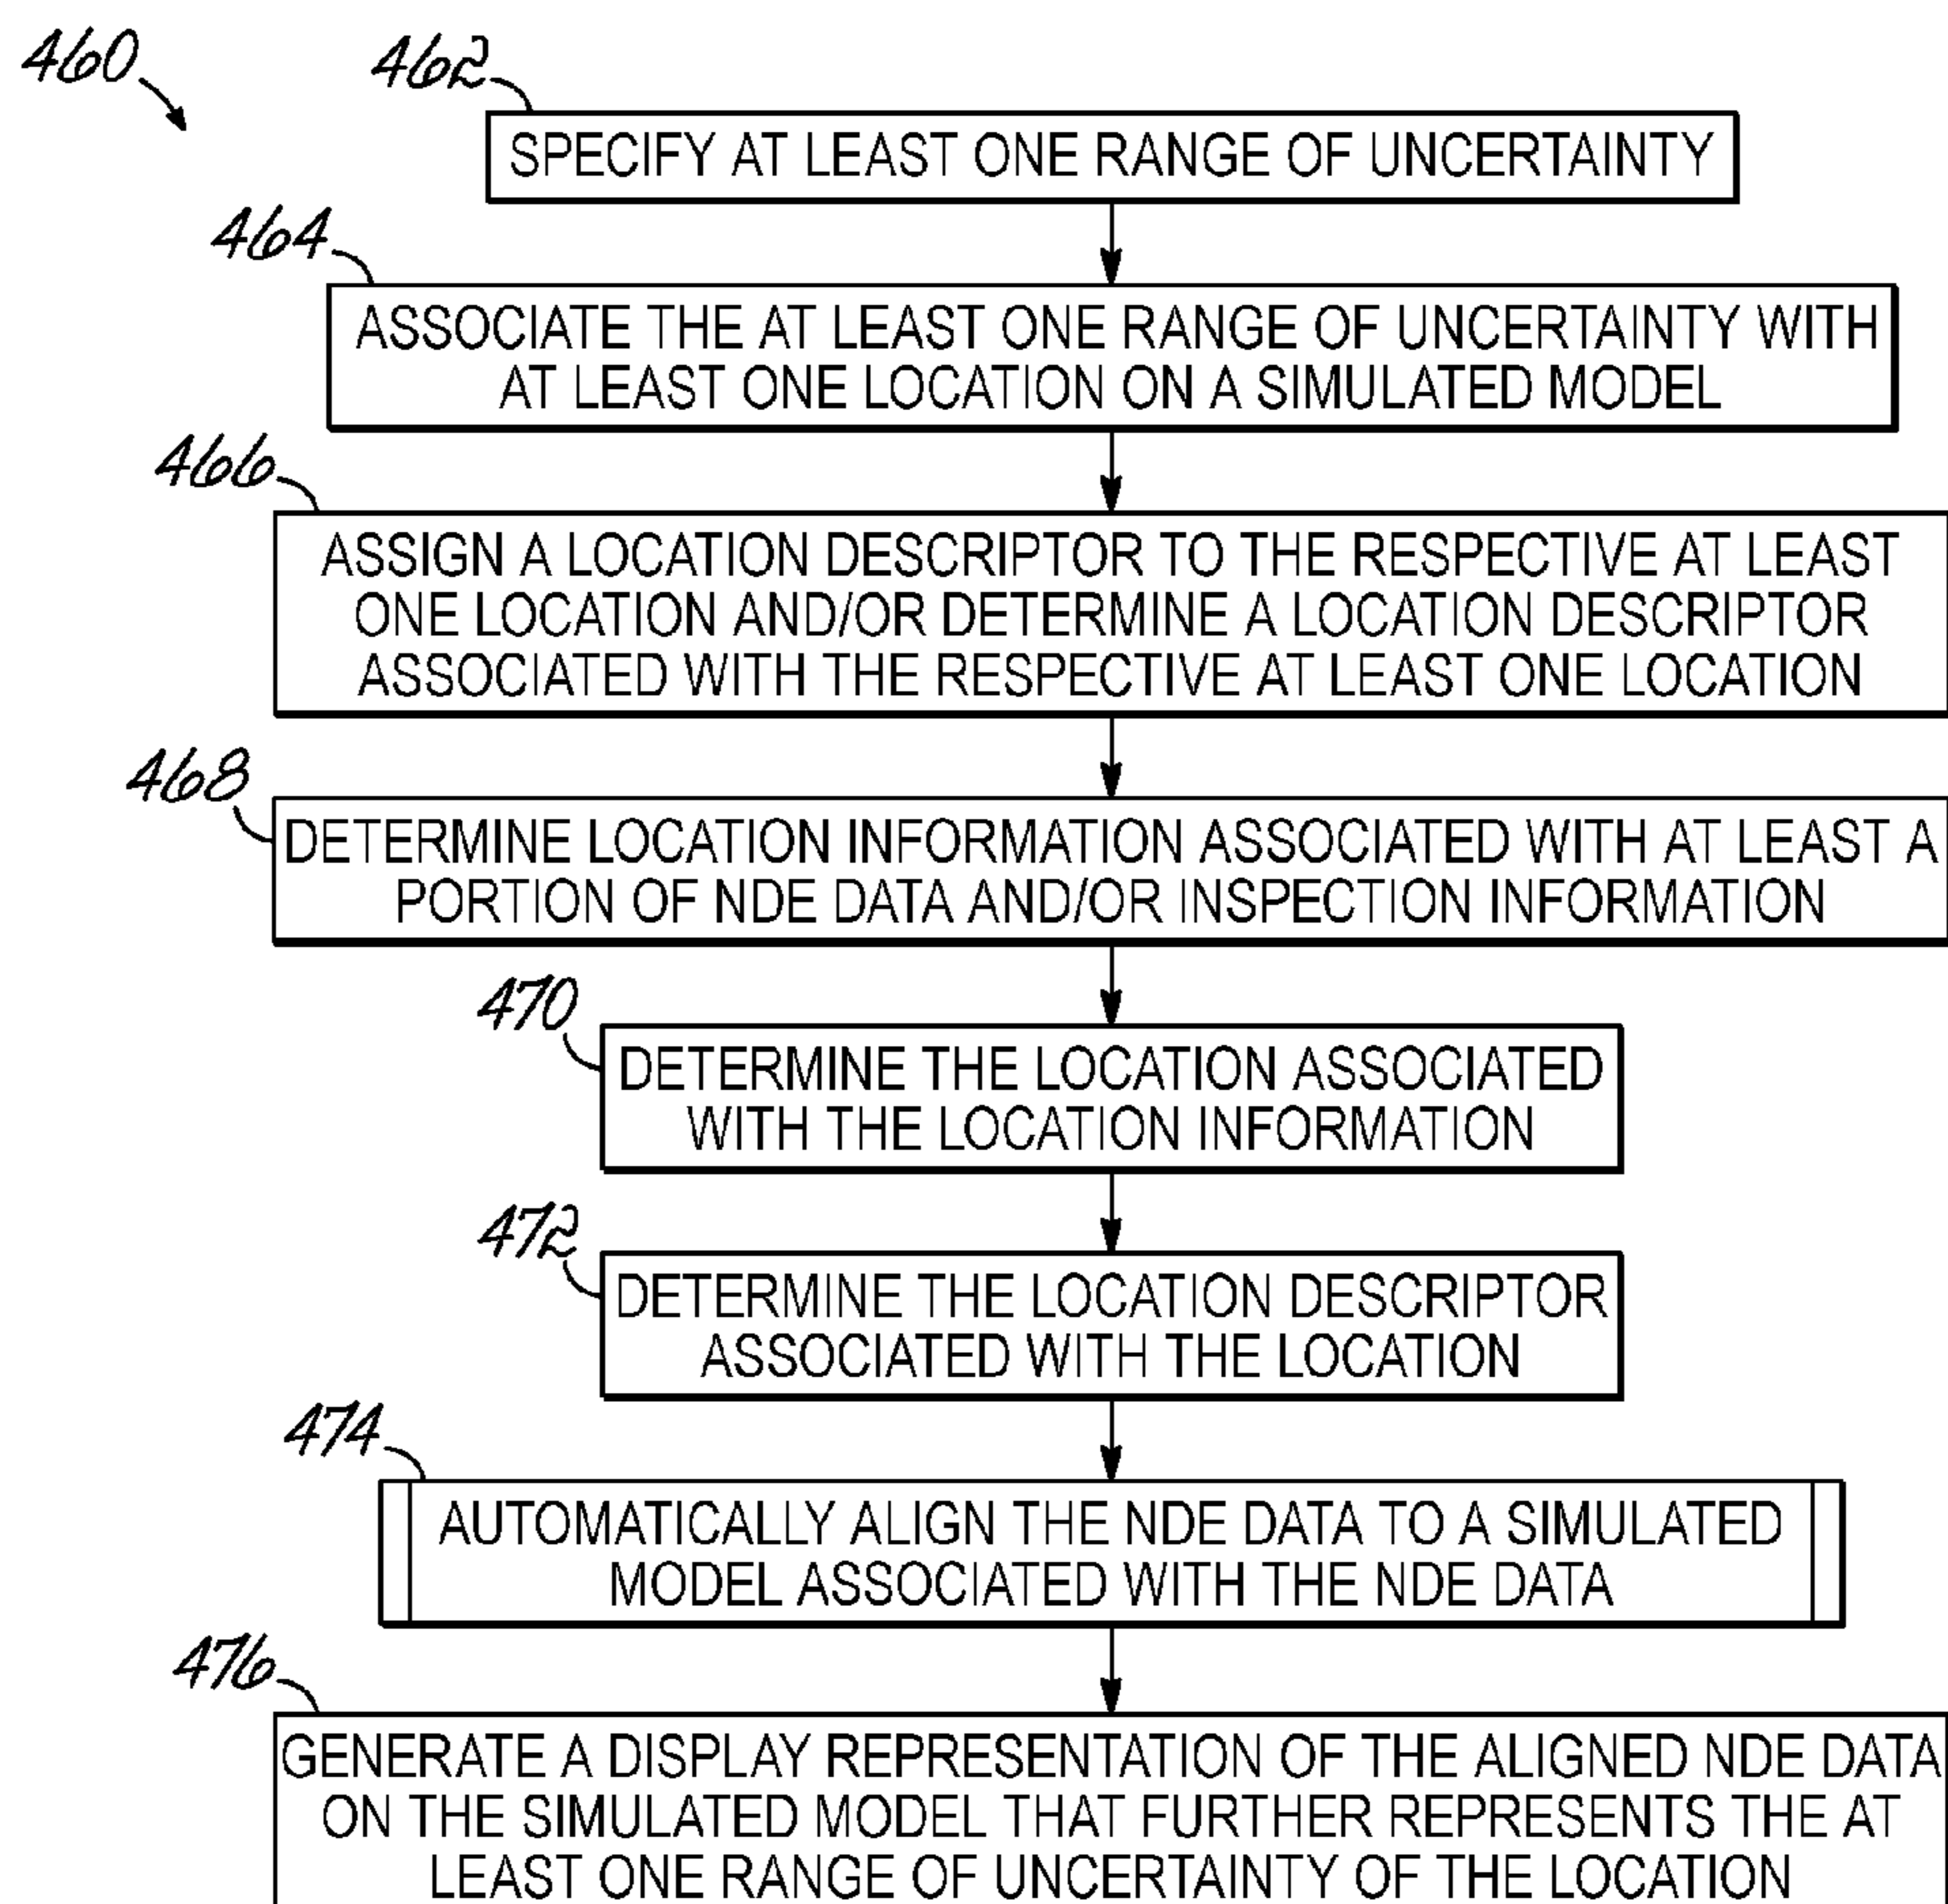 460
462
SPECIFY AT LEAST ONE RANGE OF UNCERTAINTY
464
ASSOCIATE THE AT LEAST ONE RANGE OF UNCERTAINTY WITH
AT LEAST ONE LOCATION ON A SIMULATED MODEL
466
ASSIGN A LOCATION DESCRIPTOR TO THE RESPECTIVE AT LEAST
ONE LOCATION AND/OR DETERMINE A LOCATION DESCRIPTOR
ASSOCIATED WITH THE RESPECTIVE AT LEAST ONE LOCATION
468
DETERMINE LOCATION INFORMATION ASSOCIATED WITH AT LEAST A
PORTION OF NDE DATA AND/OR INSPECTION INFORMATION
470
DETERMINE THE LOCATION ASSOCIATED
WITH THE LOCATION INFORMATION
472
DETERMINE THE LOCATION DESCRIPTOR
ASSOCIATED WITH THE LOCATION
474
AUTOMATICALLY ALIGN THE NDE DATA TO A SIMULATED
MODEL ASSOCIATED WITH THE NDE DATA
476
GENERATE A DISPLAY REPRESENTATION OF THE ALIGNED NDE DATA
ON THE SIMULATED MODEL THAT FURTHER REPRESENTS THE AT
LEAST ONE RANGE OF UNCERTAINTY OF THE LOCATION